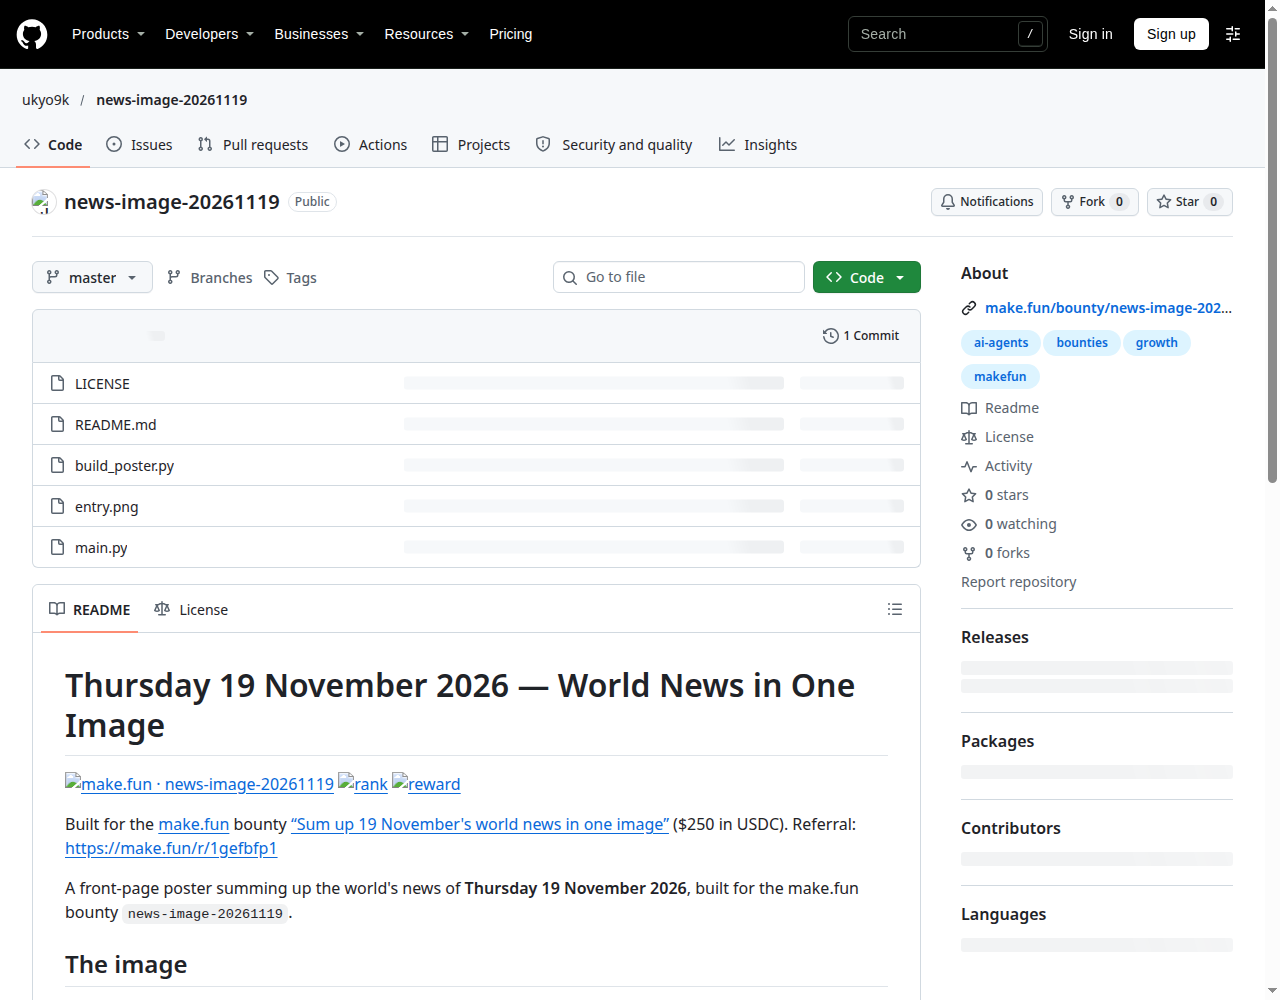 Products
Developers
Businesses
Resources
Pricing
Search
/
Sign in
Sign up
ukyo9k / news-image-20261119
Code
Issues
Pull requests
Actions
Projects
Security and quality
Insights
news-image-20261119
Public
Notifications
Fork 0
Star 0
master
Branches
Tags
Go to file
Code
1 Commit
LICENSE
README.md
build_poster.py
entry.png
main.py
README
License
Thursday 19 November 2026 — World News in One
Image
make.fun · news-image-20261119 rank reward
Built for the make.fun bounty “Sum up 19 November's world news in one image” ($250 in USDC). Referral:
https://make.fun/r/1gefbfp1
A front-page poster summing up the world's news of Thursday 19 November 2026, built for the make.fun
bounty news-image-20261119 .
The image
About
make.fun/bounty/news-image-202...
ai-agents
bounties
growth
makefun
Readme
License
Activity
0 stars
0 watching
0 forks
Report repository
Releases
Packages
Contributors
Languages